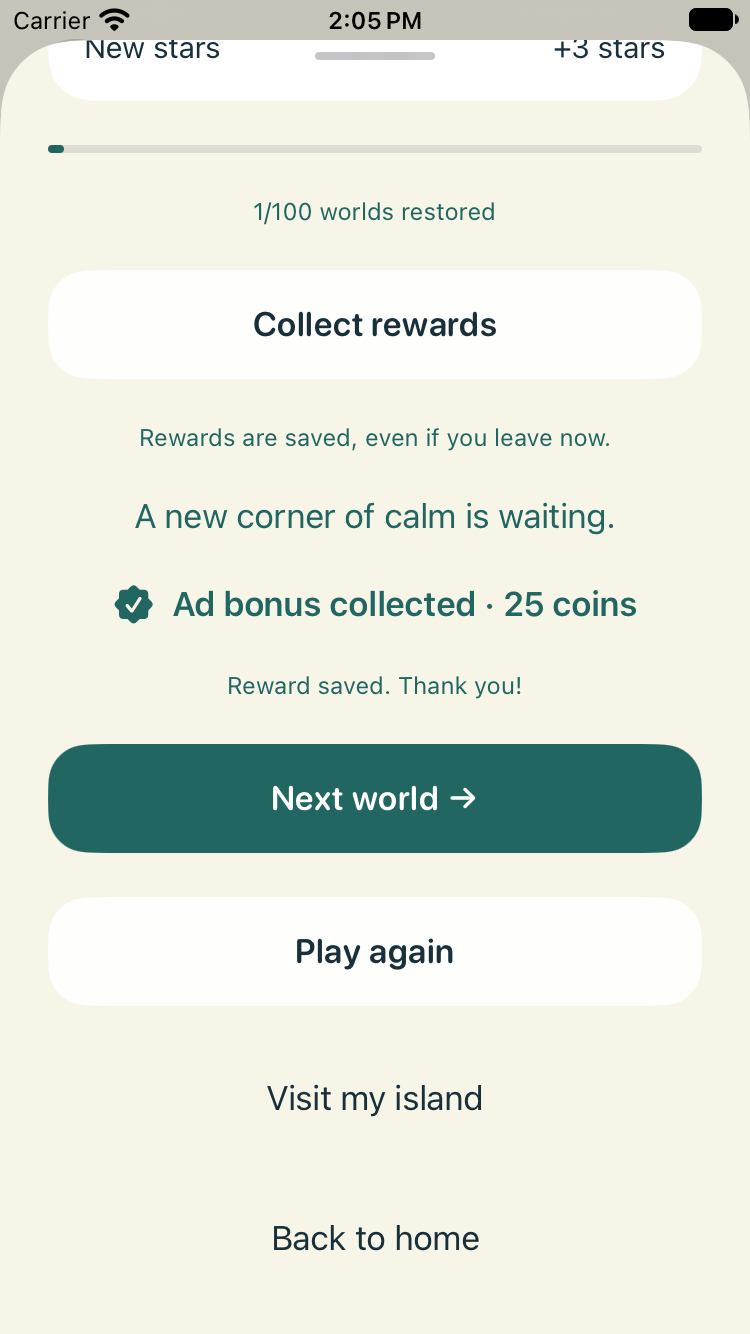 Carrier 2:05 PM
New stars +3 stars
1/100 worlds restored
Collect rewards
Rewards are saved, even if you leave now.
A new corner of calm is waiting.
Ad bonus collected · 25 coins
Reward saved. Thank you!
Next world →
Play again
Visit my island
Back to home